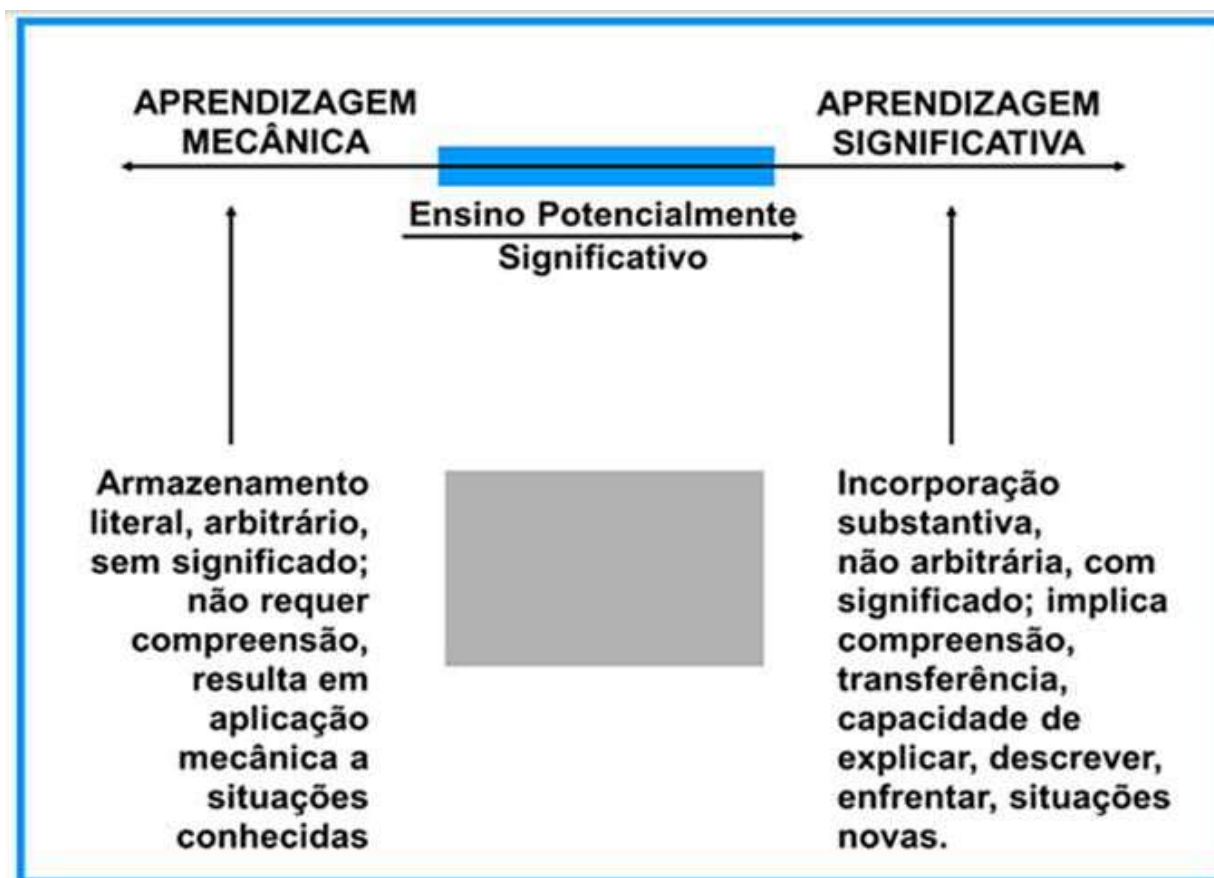 APRENDIZAGEM
MECÂNICA
APRENDIZAGEM
SIGNIFICATIVA
Ensino Potencialmente
Significativo
Armazenamento
literal, arbitrário,
sem significado;
não requer
compreensão,
resulta em
aplicação
mecânica a
situações
conhecidas
Incorporação
substantiva,
não arbitrária, com
significado; implica
compreensão,
transferência,
capacidade de
explicar, descrever,
enfrentar, situações
novas.